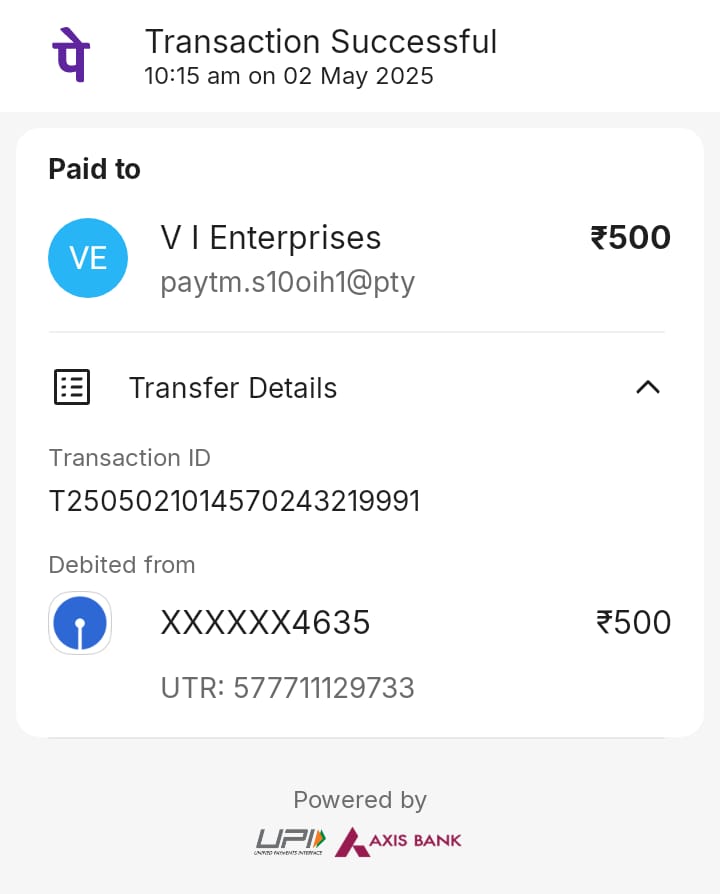 पे
Transaction Successful
10:15 am on 02 May 2025
Paid to
VE
V I Enterprises
₹500
paytm.s10oih1@pty
Transfer Details
Transaction ID
T2505021014570243219991
Debited from
XXXXXX4635
₹500
UTR: 577711129733
Powered by
UPI
UNIFIED PAYMENTS INTERFACE
AXIS BANK